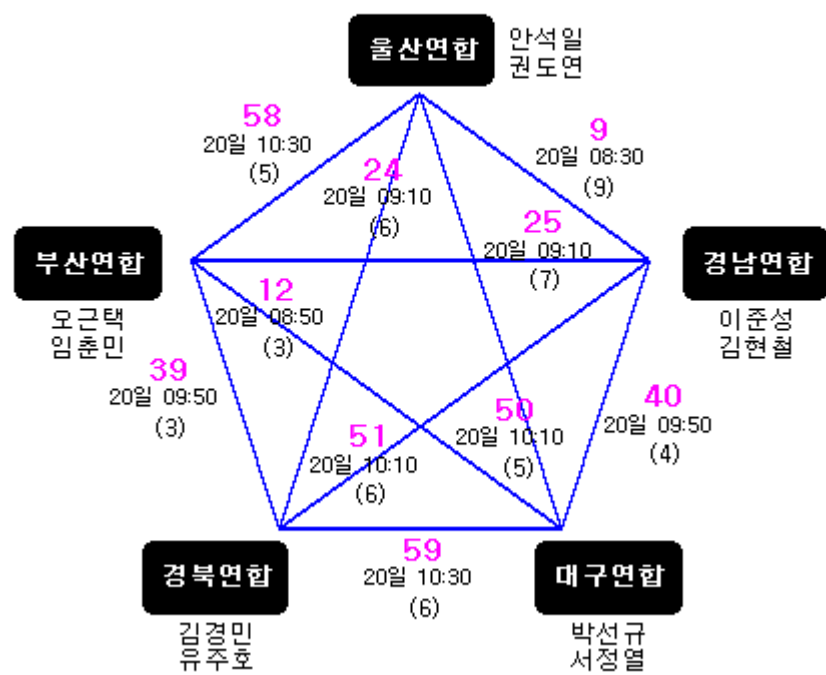 울산연합
안석일
권도연
58
20일 10:30
(5)
9
20일 08:30
(9)
24
20일 09:10
(6)
25
20일 09:10
(7)
부산연합
오근택
임춘민
경남연합
이준성
김현철
12
20일 08:50
(3)
39
20일 09:50
(3)
40
20일 09:50
(4)
50
20일 10:10
(5)
51
20일 10:10
(6)
59
20일 10:30
(6)
경북연합
김경민
유주호
대구연합
박선규
서정열